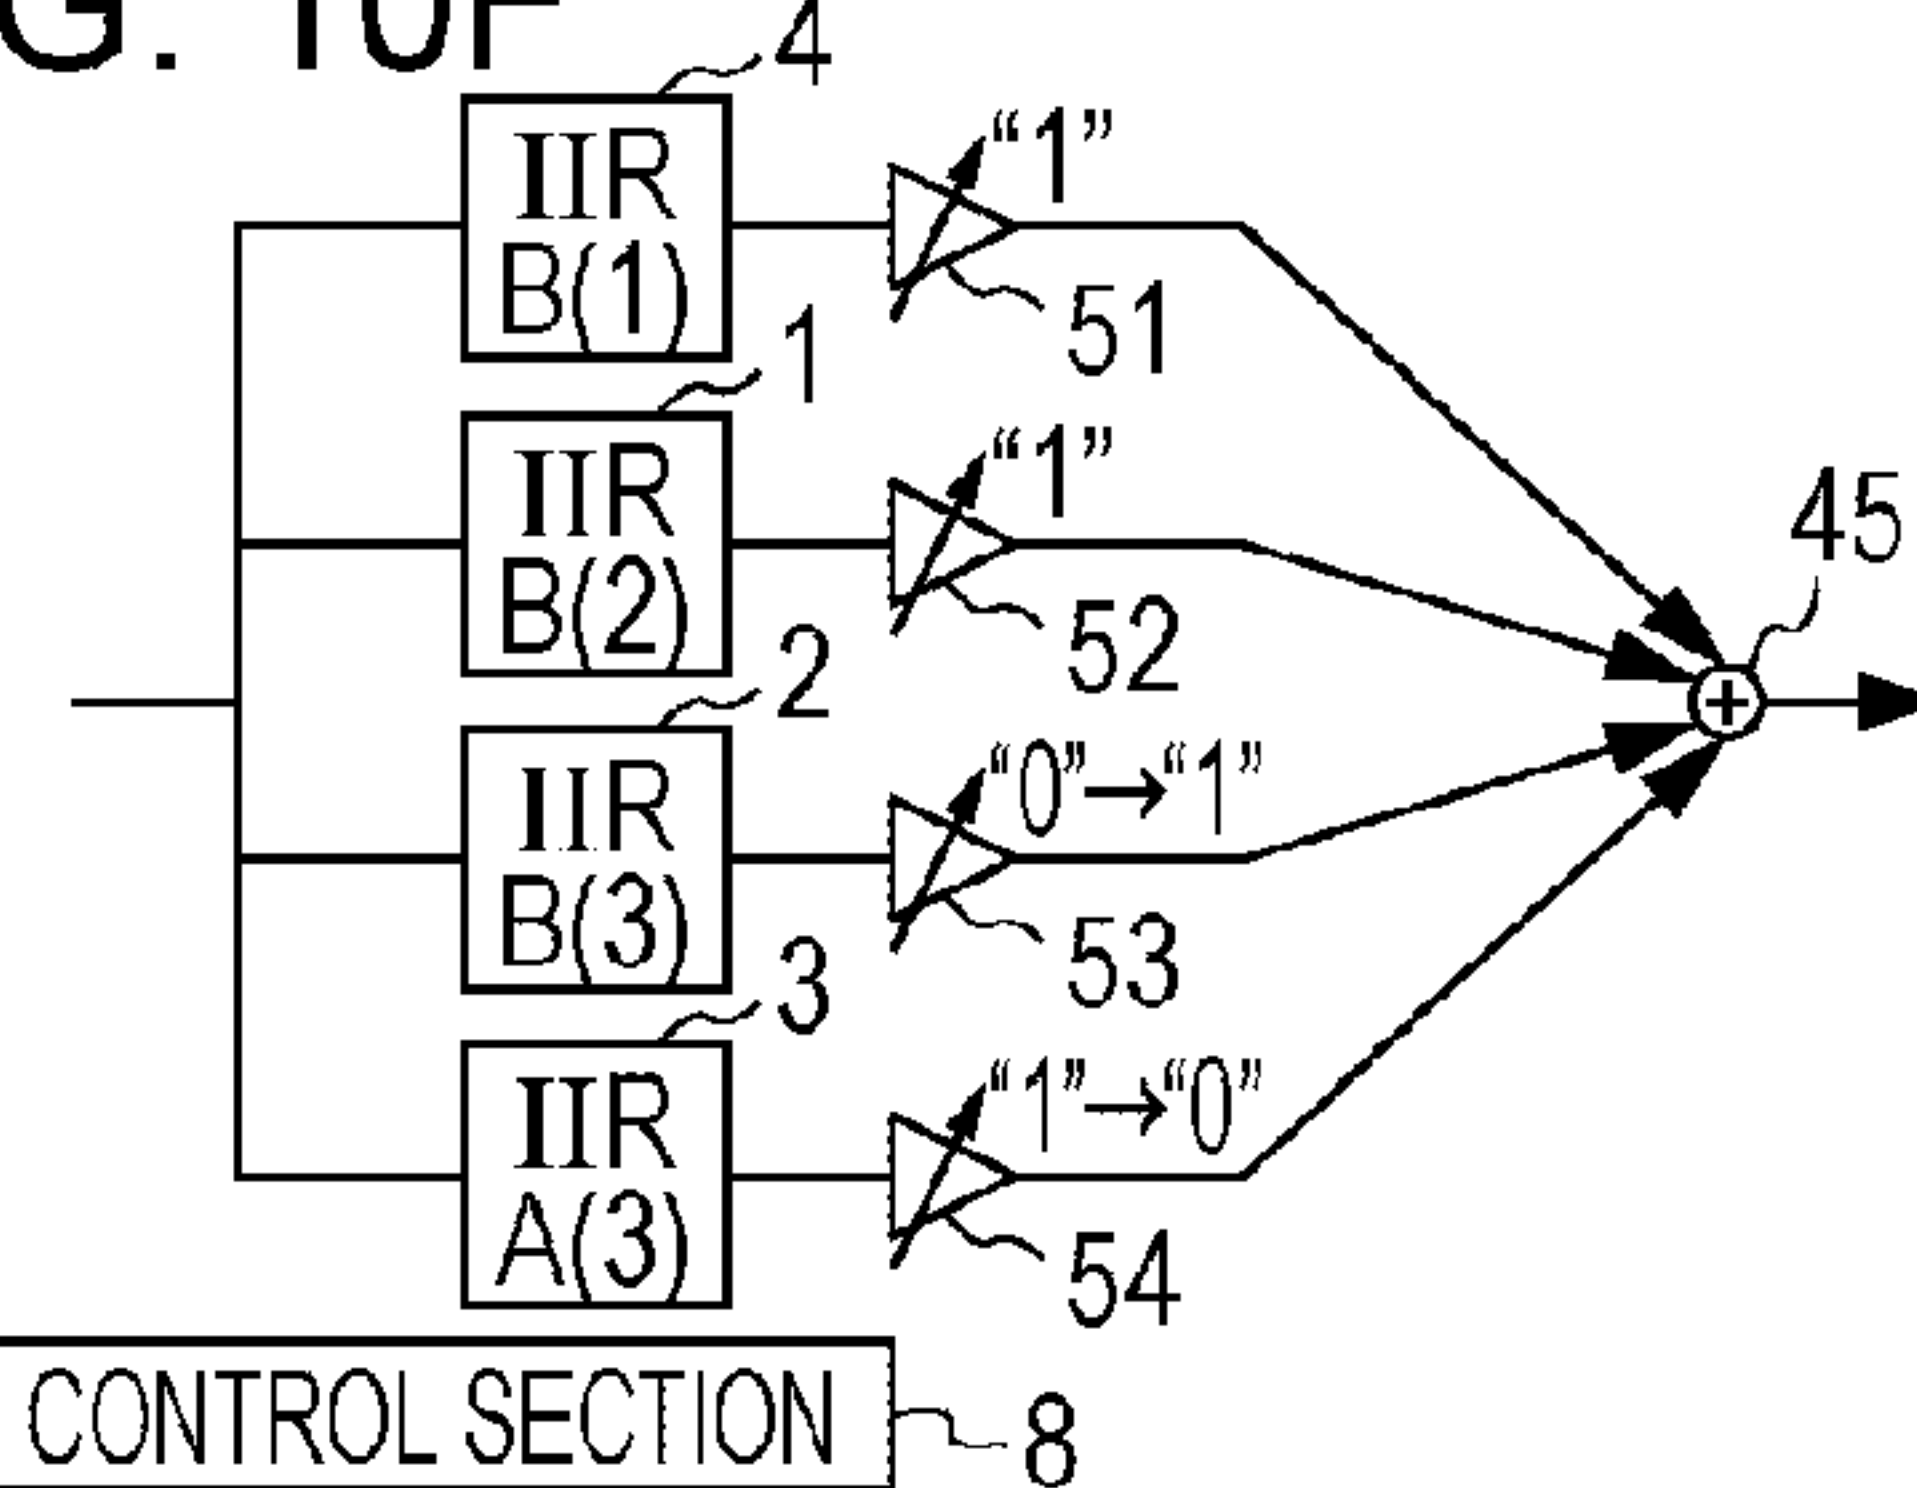 G. 10F
4
IIR
B(1)
“1”
51
1
IIR
B(2)
“1”
52
45
2
IIR
B(3)
“0”→“1”
53
+
3
IIR
A(3)
“1”→“0”
54
CONTROL SECTION
8